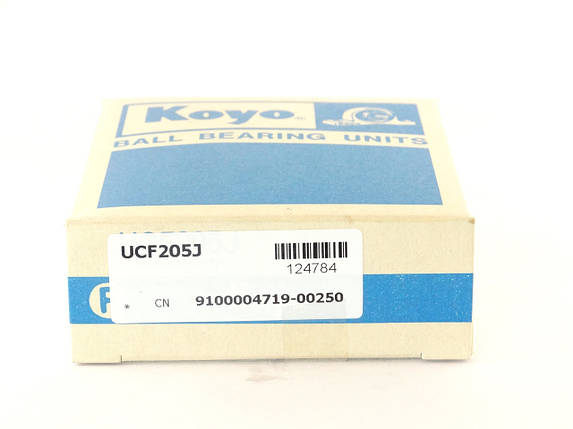 Koyo
BALL BEARING UNITS
UCF205J
124784
* CN 9100004719-00250